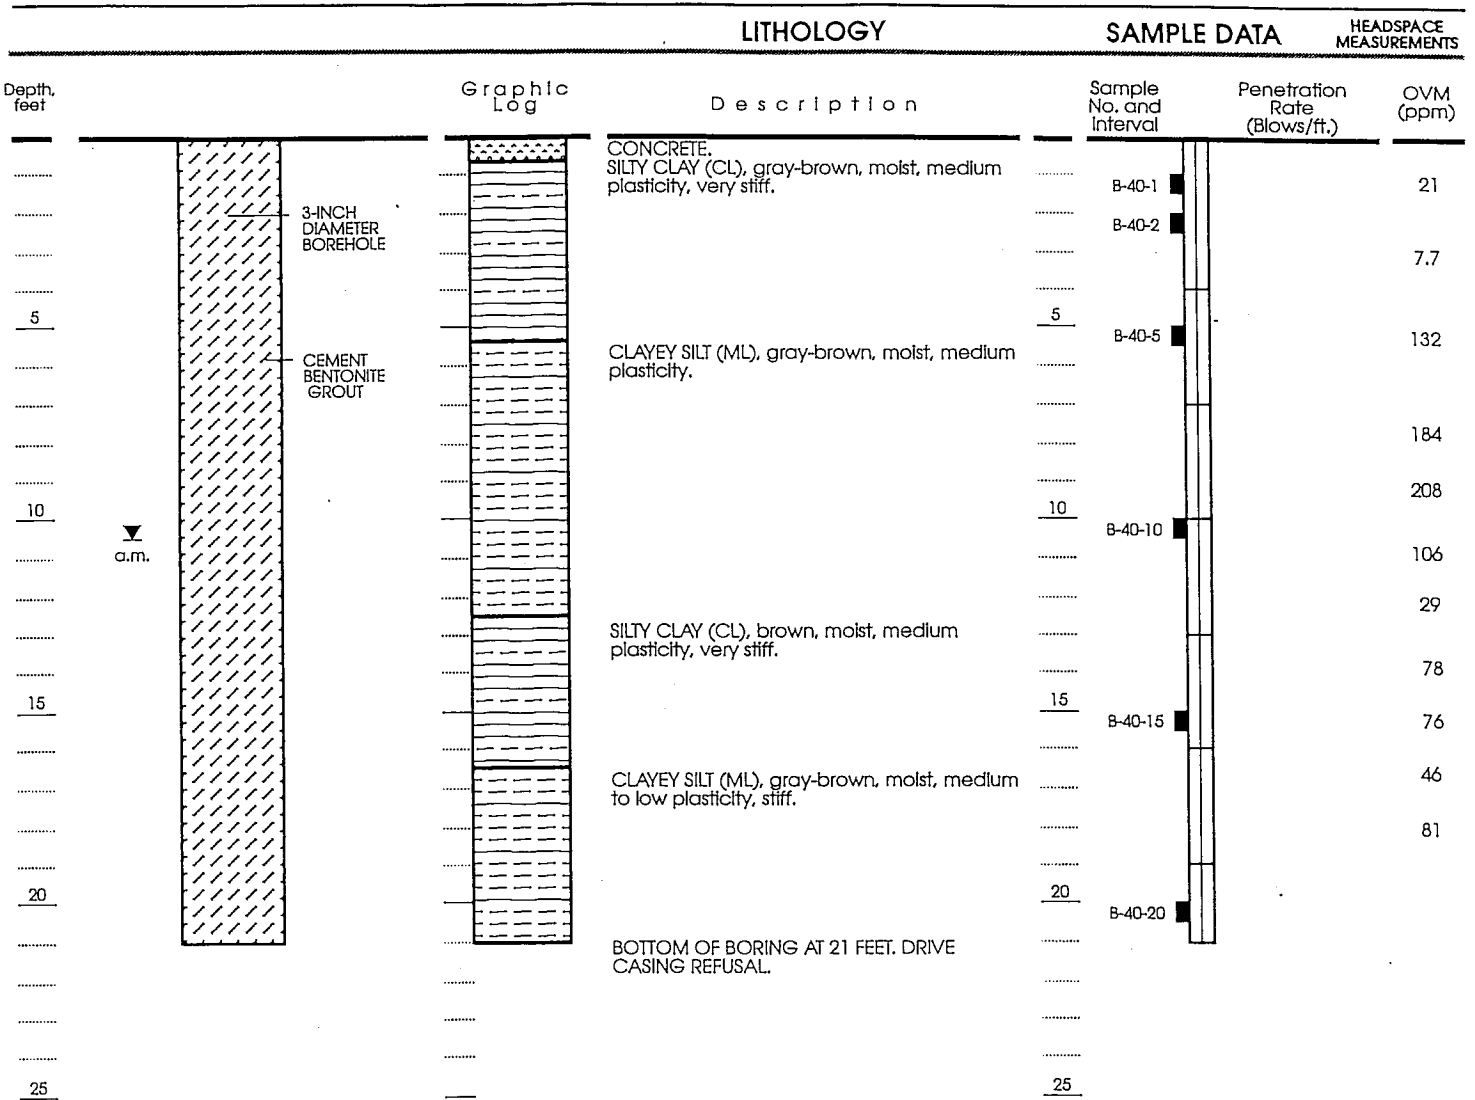 LITHOLOGY
SAMPLE DATA
HEADSPACE
MEASUREMENTS
Depth,
feet
Graphic
Log
Description
Sample
No. and
Interval
Penetration
Rate
(Blows/ft.)
OVM
(ppm)
CONCRETE.
SILTY CLAY (CL), gray-brown, moist, medium
plasticity, very stiff.
B-40-1
21
3-INCH
DIAMETER
BOREHOLE
B-40-2
7.7
5
5
B-40-5
132
CEMENT
BENTONITE
GROUT
CLAYEY SILT (ML), gray-brown, moist, medium
plasticity.
184
208
10
10
B-40-10
a.m.
106
29
SILTY CLAY (CL), brown, moist, medium
plasticity, very stiff.
78
15
15
B-40-15
76
CLAYEY SILT (ML), gray-brown, moist, medium
to low plasticity, stiff.
46
81
20
20
B-40-20
BOTTOM OF BORING AT 21 FEET. DRIVE
CASING REFUSAL.
25
25